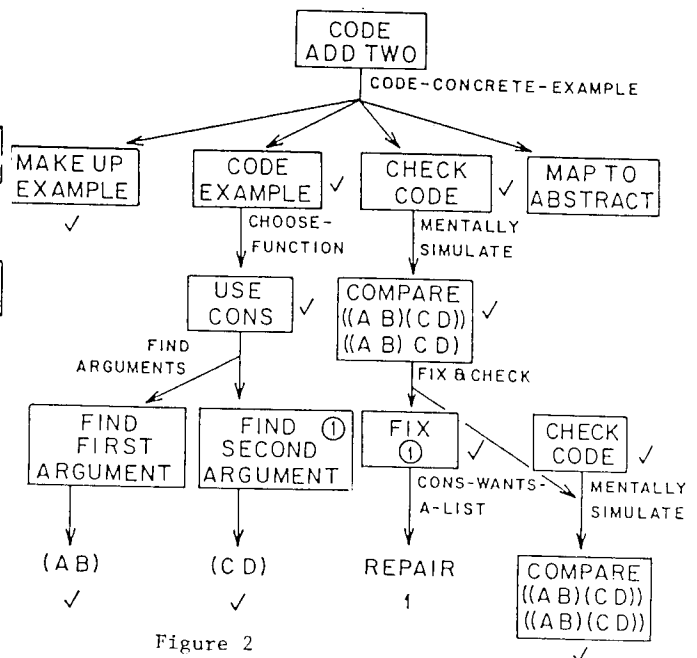 CODE
ADD TWO
CODE-CONCRETE-EXAMPLE
MAKE UP
EXAMPLE
✓
CODE
EXAMPLE
✓
CHECK
CODE
✓
MAP TO
ABSTRACT
CHOOSE-
FUNCTION
MENTALLY
SIMULATE
USE
CONS
✓
COMPARE
((A B)(C D))
((A B) C D)
✓
FIND
ARGUMENTS
FIX & CHECK
FIND
FIRST
ARGUMENT
FIND ①
SECOND
ARGUMENT
FIX
①
✓
CHECK
CODE
✓
CONS-WANTS-
A-LIST
MENTALLY
SIMULATE
(A B)
✓
(C D)
✓
REPAIR
1
COMPARE
((A B)(C D))
((A B)(C D))
✓
Figure 2